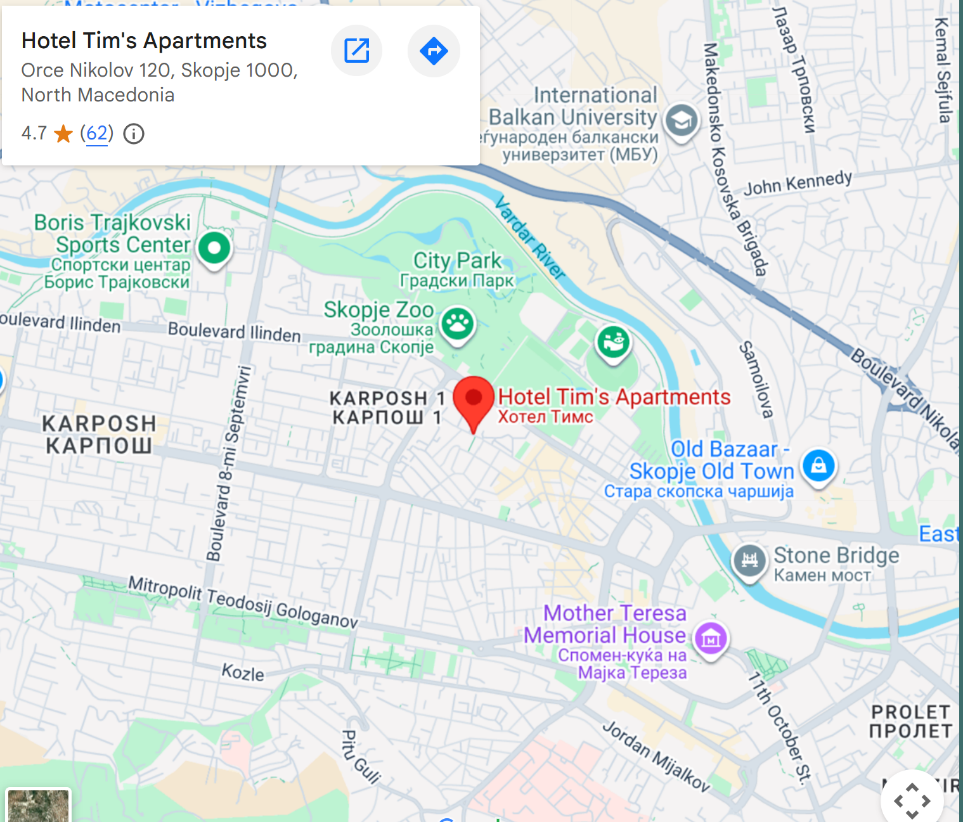 Hotel Tim's Apartments
Orce Nikolov 120, Skopje 1000,
North Macedonia
4.7 (62)
International
Balkan University
еѓународен балкански
универзитет (МБУ)
Makedonsko Kosovska Brigada
Лазар Трповски
Kemal Sejfula
John Kennedy
Boris Trajkovski
Sports Center
Спортски центар
Борис Трајковски
Vardar River
City Park
Градски Парк
Skopje Zoo
Зоолошка
градина Скопје
oulevard Ilinden
Boulevard Ilinden
Samoilova
Boulevard Nikola
KARPOSH 1
КАРПОШ 1
Hotel Tim's Apartments
Хотел Тимс
KARPOSH
КАРПОШ
Boulevard 8-mi Septemvri
Old Bazaar -
Skopje Old Town
Стара скопска чаршија
East
Stone Bridge
Камен мост
Mitropolit Teodosij Gologanov
Mother Teresa
Memorial House
Спомен-куќа на
Мајка Тереза
Kozle
11th October St.
Pitu Guli
Jordan Mijalkov
PROLET
ПРОЛЕТ